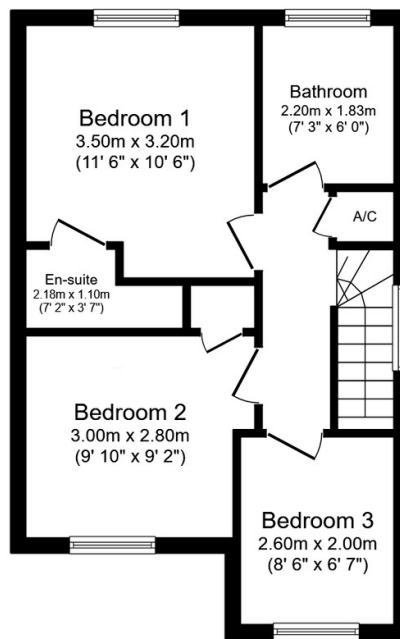 Bedroom 1
3.50m x 3.20m
(11' 6" x 10' 6")
Bathroom
2.20m x 1.83m
(7' 3" x 6' 0")
A/C
En-suite
2.18m x 1.10m
(7' 2" x 3' 7")
Bedroom 2
3.00m x 2.80m
(9' 10" x 9' 2")
Bedroom 3
2.60m x 2.00m
(8' 6" x 6' 7")